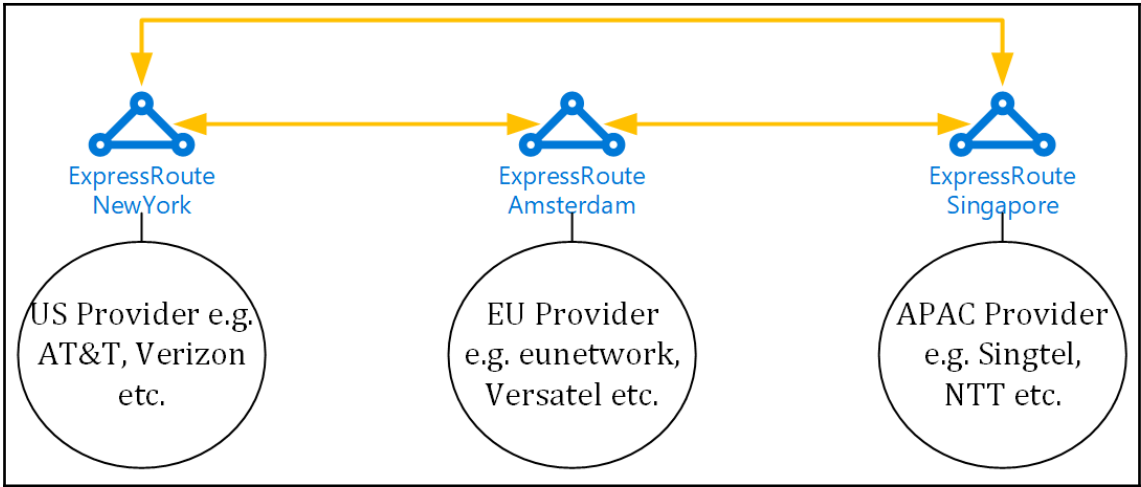 ExpressRoute
NewYork
ExpressRoute
Amsterdam
ExpressRoute
Singapore
US Provider e.g.
AT&T, Verizon
etc.
EU Provider
e.g. eunetwork,
Versatel etc.
APAC Provider
e.g. Singtel,
NTT etc.